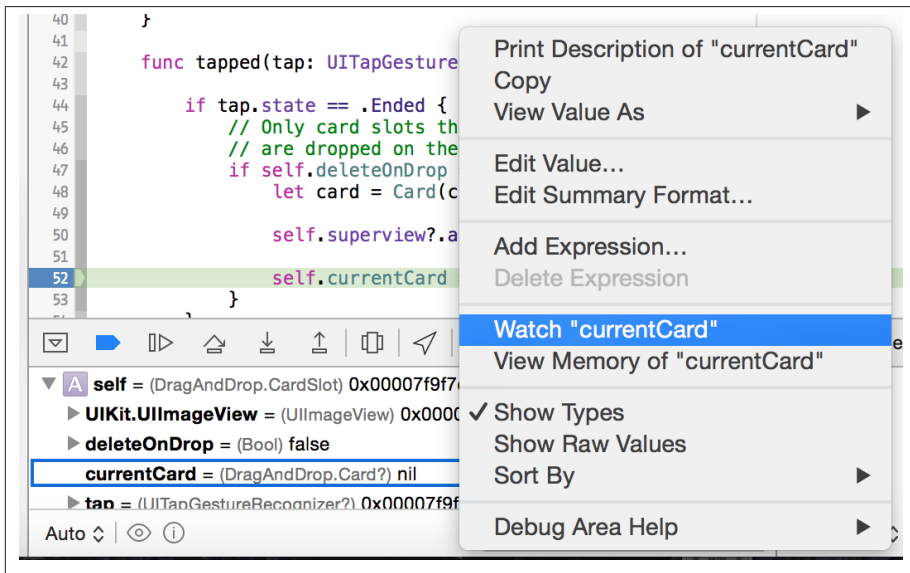 40 }
41
42 func tapped(tap: UITapGesture
43
44 if tap.state == .Ended {
45 // Only card slots th
46 // are dropped on the
47 if self.deleteOnDrop
48 let card = Card(c
49
50 self.superview?.a
51
52 self.currentCard
53 }
Print Description of "currentCard"
Copy
View Value As
Edit Value...
Edit Summary Format...
Add Expression...
Delete Expression
Watch "currentCard"
View Memory of "currentCard"
✓ Show Types
Show Raw Values
Sort By
Debug Area Help
A self = (DragAndDrop.CardSlot) 0x00007f9f7
UIKit.UIImageView = (UIImageView) 0x0000
deleteOnDrop = (Bool) false
currentCard = (DragAndDrop.Card?) nil
tap = (UITapGestureRecognizer?) 0x00007f9f
Auto